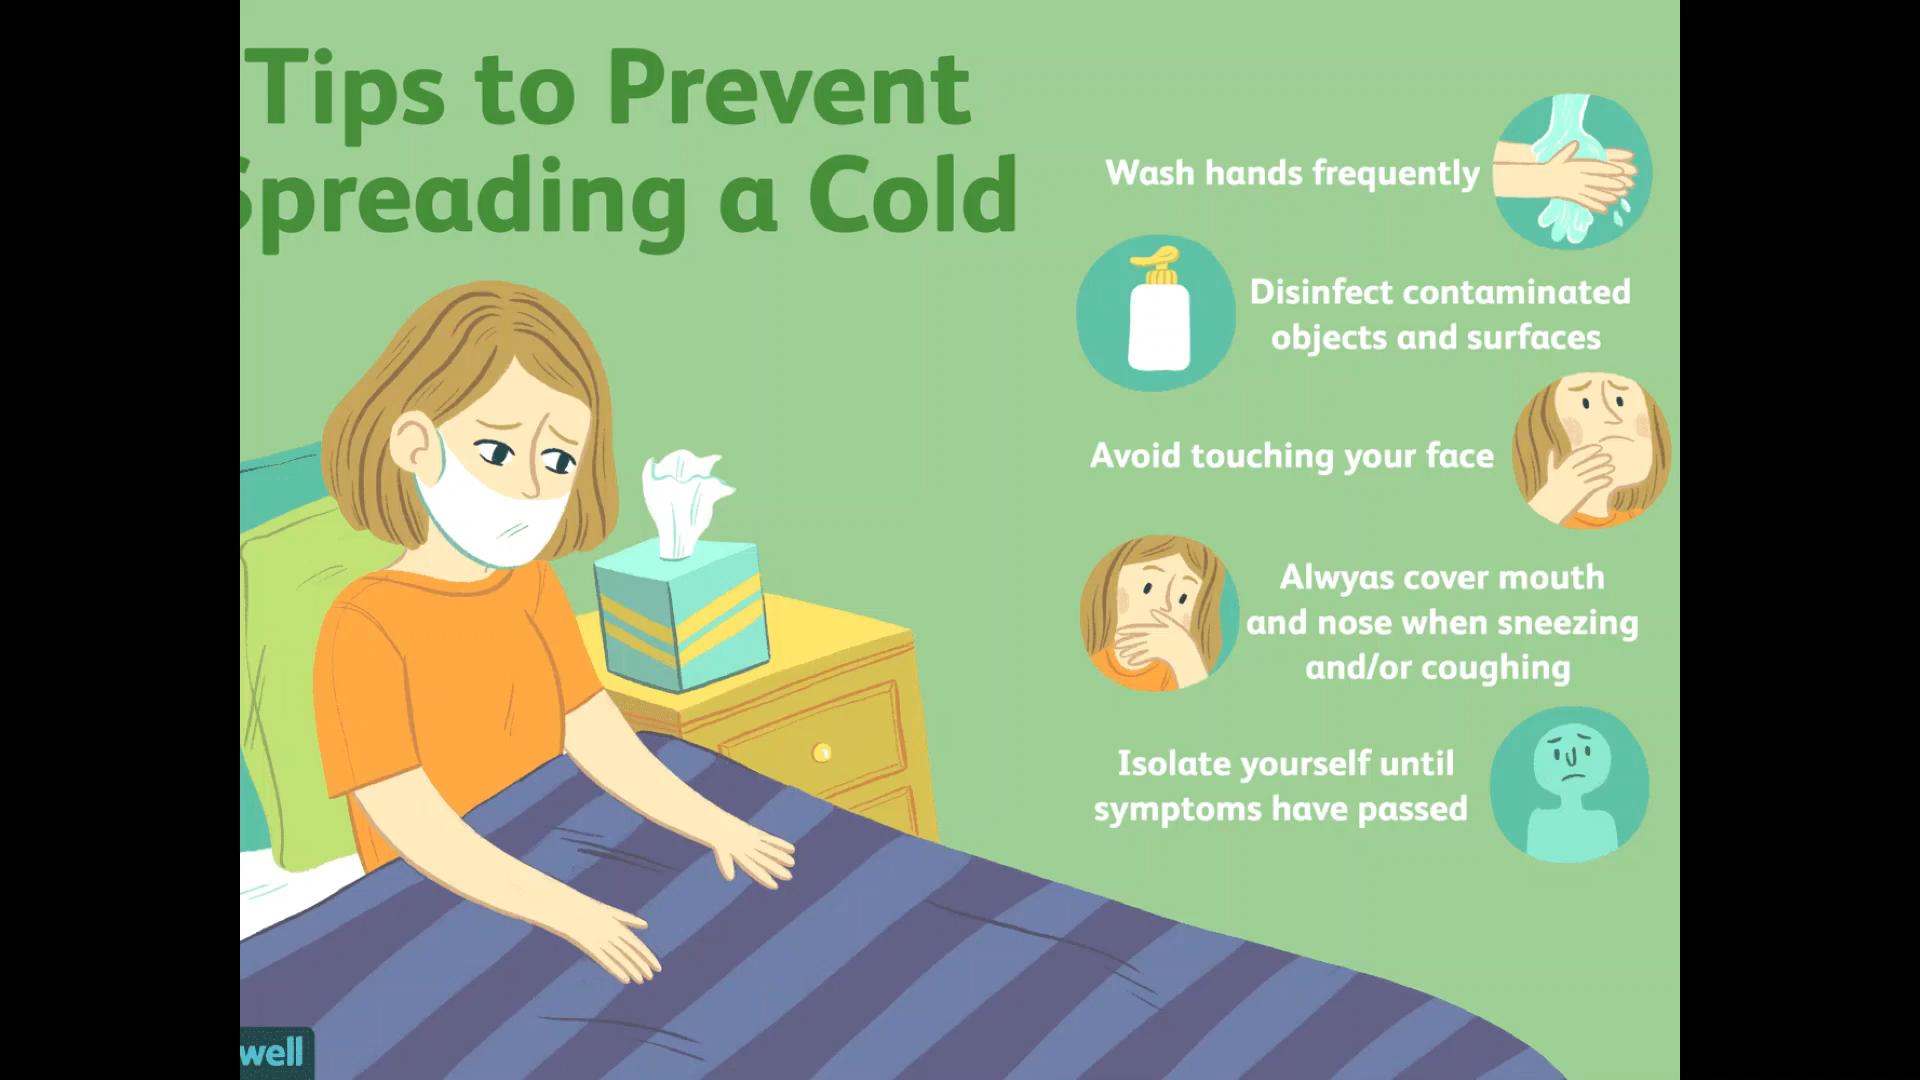 Tips to Prevent
Spreading a Cold
Wash hands frequently
Disinfect contaminated
objects and surfaces
Avoid touching your face
Alwyas cover mouth
and nose when sneezing
and/or coughing
Isolate yourself until
symptoms have passed
well